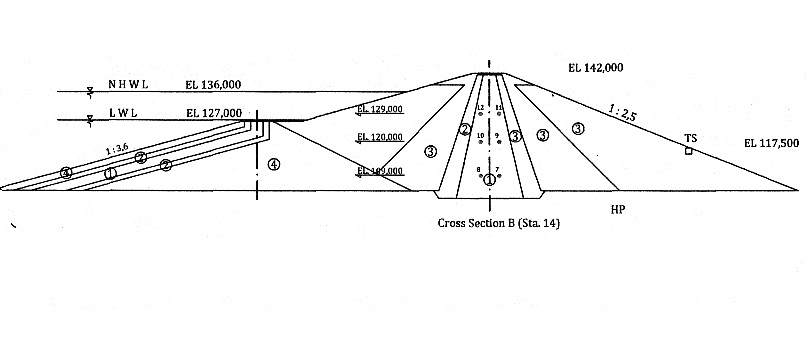 EL 142,000
N H W L EL 136,000
L W L EL 127,000
EL 129,000
12 11
1 : 2,5
② ③ ③ ③
EL 120,000
10 9
TS
EL 117,500
1 : 3,6
② ③
④ ① ② ④
EL 109,000
8 7
①
HP
Cross Section B (Sta. 14)